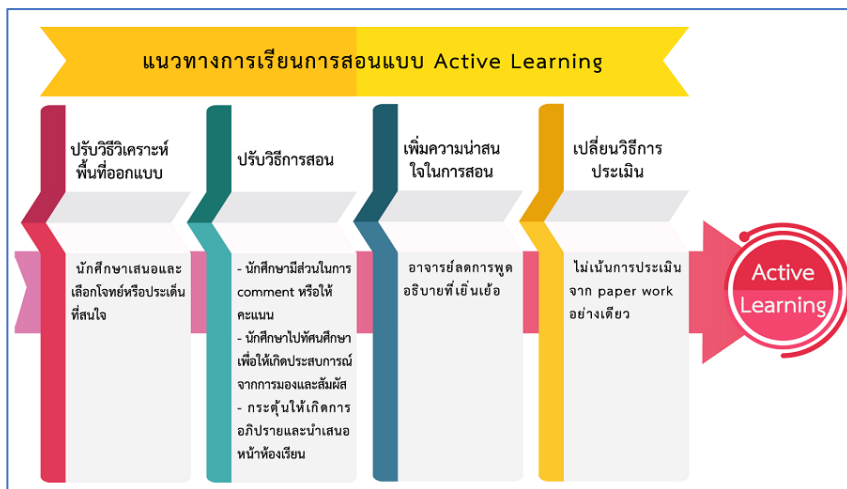 แนวทางการเรียนการสอนแบบ Active Learning
ปรับวิธีวิเคราะห์
พื้นที่ออกแบบ
นักศึกษาเสนอและ
เลือกโจทย์หรือประเด็น
ที่สนใจ
ปรับวิธีการสอน
- นักศึกษามีส่วนในการ
comment หรือให้
คะแนน
- นักศึกษาไปทัศนศึกษา
เพื่อให้เกิดประสบการณ์
จากการมองและสัมผัส
- กระตุ้นให้เกิดการ
อภิปรายและนำเสนอ
หน้าห้องเรียน
เพิ่มความน่าสน
ใจในการสอน
อาจารย์ลดการพูด
อธิบายที่เยิ่นเย้อ
เปลี่ยนวิธีการ
ประเมิน
ไม่เน้นการประเมิน
จาก paper work
อย่างเดียว
Active
Learning